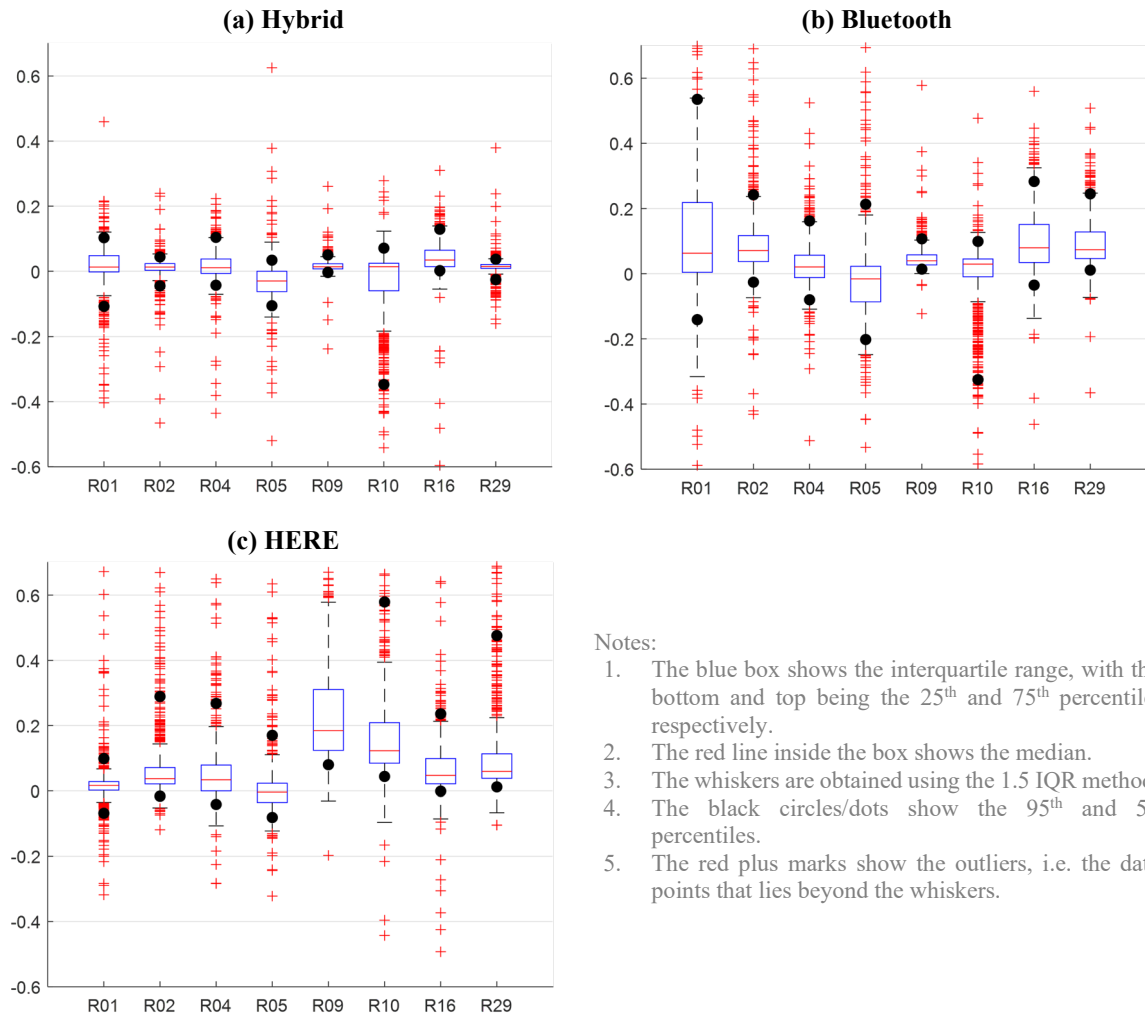 (a) Hybrid
0.6
0.4
0.2
0
-0.2
-0.4
-0.6
R01 R02 R04 R05 R09 R10 R16 R29
(b) Bluetooth
0.6
0.4
0.2
0
-0.2
-0.4
-0.6
R01 R02 R04 R05 R09 R10 R16 R29
(c) HERE
0.6
0.4
0.2
0
-0.2
-0.4
-0.6
R01 R02 R04 R05 R09 R10 R16 R29
Notes:
1. The blue box shows the interquartile range, with
bottom and top being the 25th and 75th
respectively.
2. The red line inside the box shows the median.
3. The whiskers are obtained using the 1.5 IQR
4. The black circles/dots show the 95th and
percentiles.
5. The red plus marks show the outliers, i.e. the
points that lies beyond the whiskers.